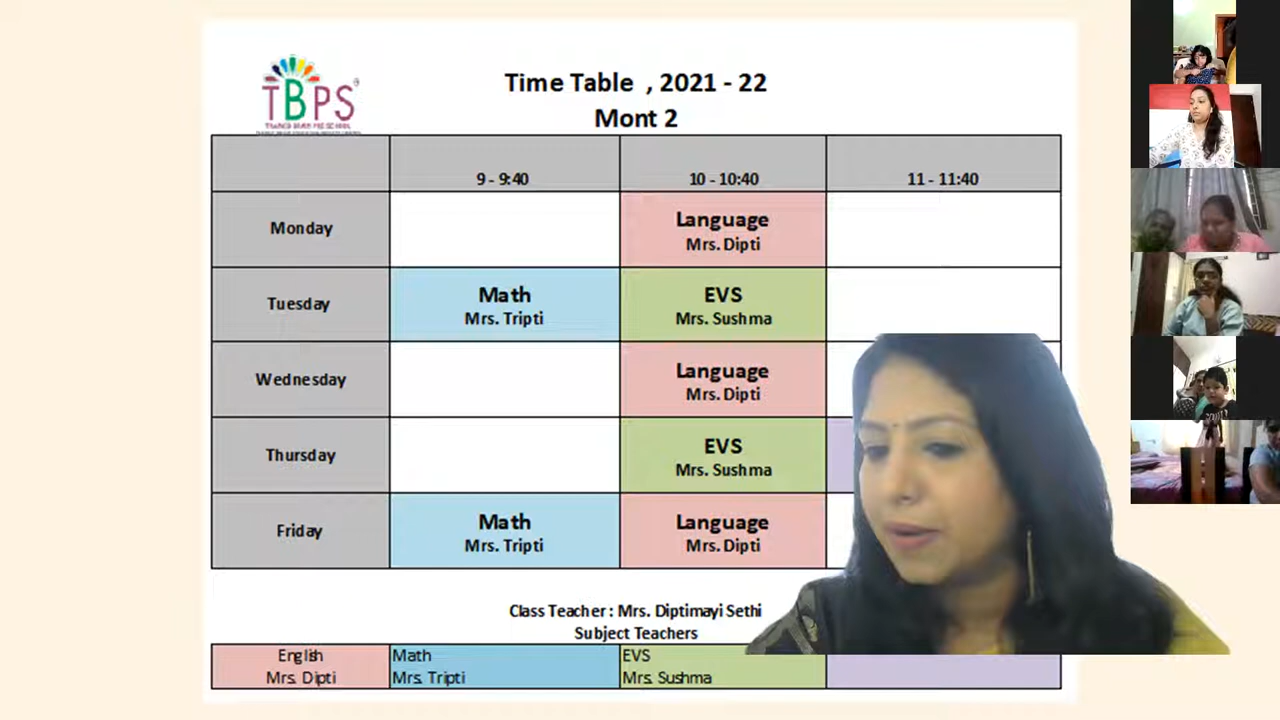 TBPS
Time Table , 2021 - 22
Mont 2
9 - 9:40 10 - 10:40 11 - 11:40
Monday
Language
Mrs. Dipti
Tuesday
Math
Mrs. Tripti
EVS
Mrs. Sushma
Wednesday
Language
Mrs. Dipti
Thursday
EVS
Mrs. Sushma
Friday
Math
Mrs. Tripti
Language
Mrs. Dipti
Class Teacher : Mrs. Diptimayi Sethi
Subject Teachers
English
Mrs. Dipti
Math
Mrs. Tripti
EVS
Mrs. Sushma